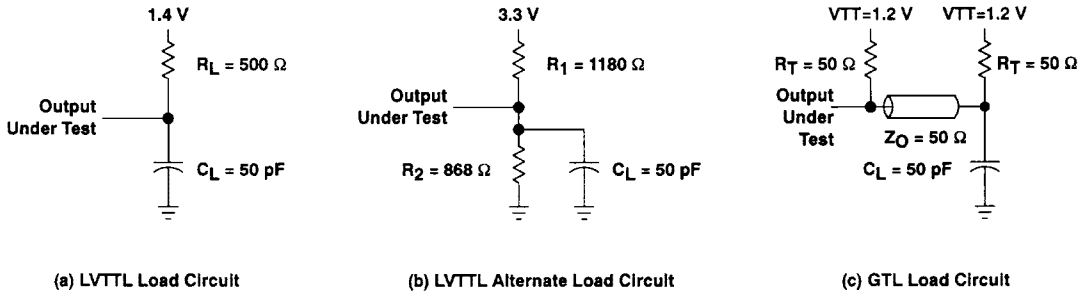 1.4 V
R_L = 500 Ω
Output
Under Test
C_L = 50 pF
(a) LVTTL Load Circuit
3.3 V
R_1 = 1180 Ω
Output
Under Test
R_2 = 868 Ω
C_L = 50 pF
(b) LVTTL Alternate Load Circuit
VTT=1.2 V VTT=1.2 V
R_T = 50 Ω
R_T = 50 Ω
Output
Under
Test
Z_O = 50 Ω
C_L = 50 pF
(c) GTL Load Circuit